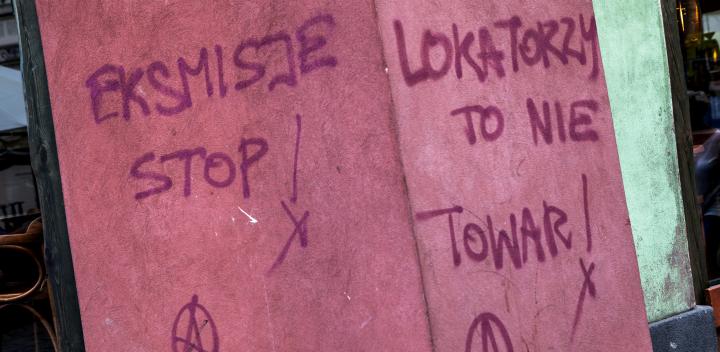 EKSMISJE
STOP!
LOKATORZY
TO NIE
TOWAR!